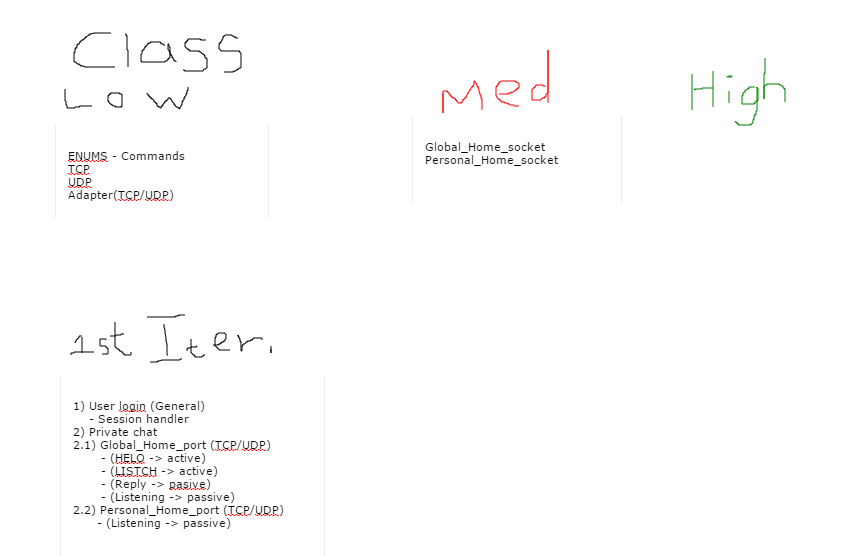 Class
Low
Med
High
ENUMS - Commands
TCP
UDP
Adapter(TCP/UDP)
Global_Home_socket
Personal_Home_socket
1st Iter.
1) User login (General)
- Session handler
2) Private chat
2.1) Global_Home_port (TCP/UDP)
- (HELO -> active)
- (LISTCH -> active)
- (Reply -> pasive)
- (Listening -> passive)
2.2) Personal_Home_port (TCP/UDP)
- (Listening -> passive)